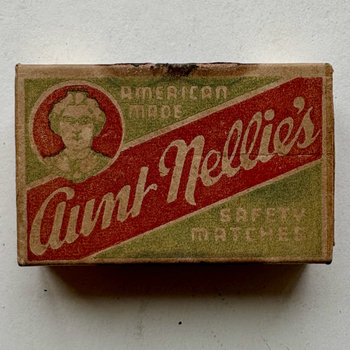 AMERICAN
MADE
Aunt Nellie's
SAFETY
MATCHES